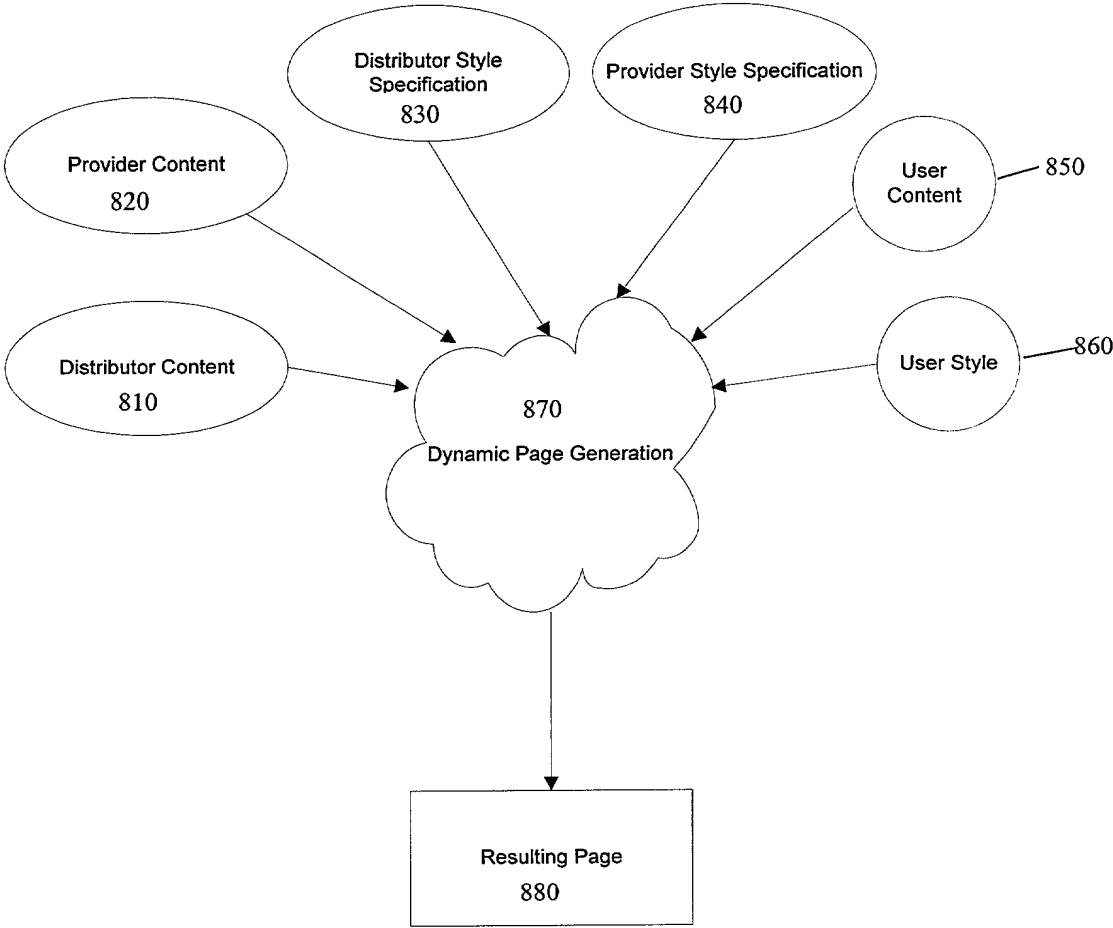 Distributor Style
Specification
830
Provider Style Specification
840
Provider Content
820
User
Content
850
Distributor Content
810
User Style
860
870
Dynamic Page Generation
Resulting Page
880